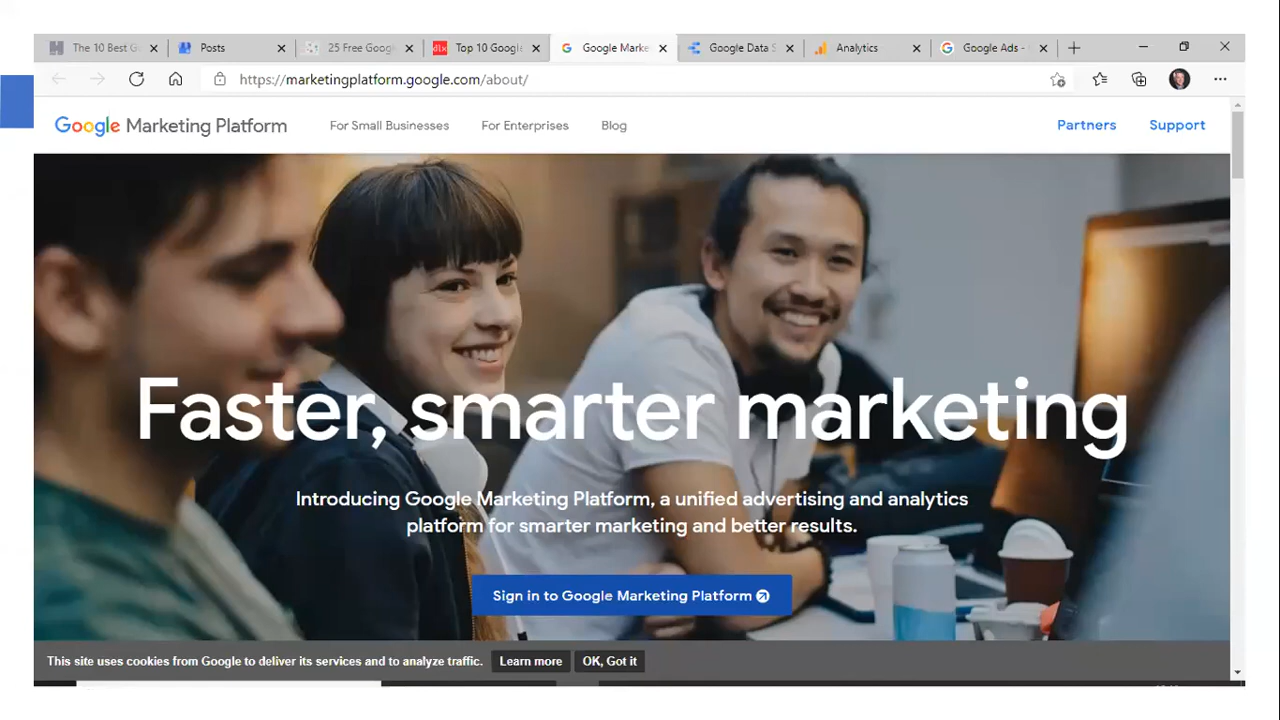 The 10 Best G
Posts
25 Free Goog
Top 10 Google
Google Marke
Google Data S
Analytics
Google Ads -
https://marketingplatform.google.com/about/
Google Marketing Platform
For Small Businesses
For Enterprises
Blog
Partners
Support
Faster, smarter marketing
Introducing Google Marketing Platform, a unified advertising and analytics
platform for smarter marketing and better results.
Sign in to Google Marketing Platform
This site uses cookies from Google to deliver its services and to analyze traffic.
Learn more
OK, Got it